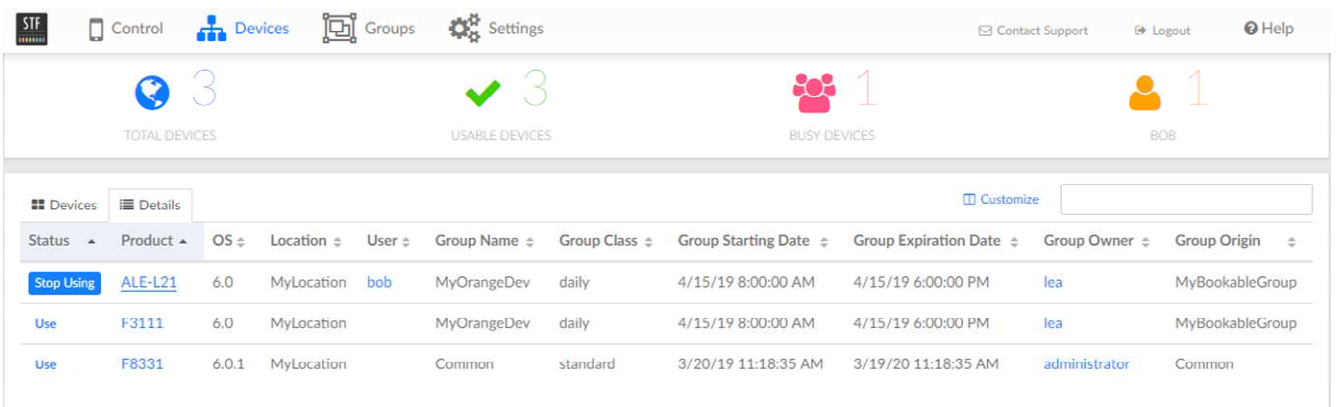 STF Control Devices Groups Settings Contact Support Logout Help
3 3 1 1
TOTAL DEVICES USABLE DEVICES BUSY DEVICES BOB
Devices Details Customize
Status Product OS Location User Group Name Group Class Group Starting Date Group Expiration Date Group Owner Group Origin
Stop Using ALE-L21 6.0 MyLocation bob MyOrangeDev daily 4/15/19 8:00:00 AM 4/15/19 6:00:00 PM lea MyBookableGroup
Use F3111 6.0 MyLocation MyOrangeDev daily 4/15/19 8:00:00 AM 4/15/19 6:00:00 PM lea MyBookableGroup
Use F8331 6.0.1 MyLocation Common standard 3/20/19 11:18:35 AM 3/19/20 11:18:35 AM administrator Common